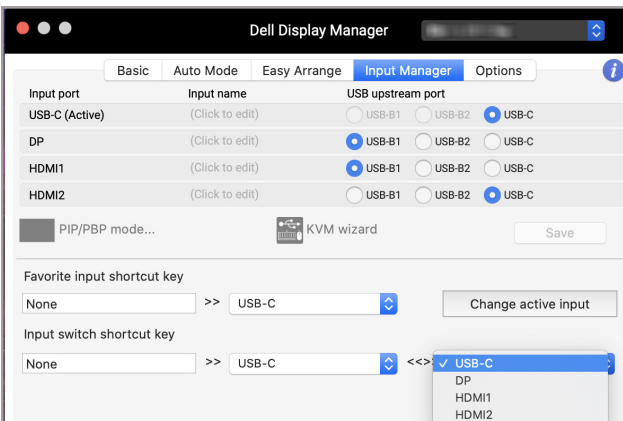 Dell Display Manager
Basic Auto Mode Easy Arrange Input Manager Options i
Input port Input name USB upstream port
USB-C (Active) (Click to edit) USB-B1 USB-B2 USB-C
DP (Click to edit) USB-B1 USB-B2 USB-C
HDMI1 (Click to edit) USB-B1 USB-B2 USB-C
HDMI2 (Click to edit) USB-B1 USB-B2 USB-C
PIP/PBP mode... KVM wizard Save
Favorite input shortcut key
None >> USB-C Change active input
Input switch shortcut key
None >> USB-C <<>> ✓ USB-C
DP
HDMI1
HDMI2